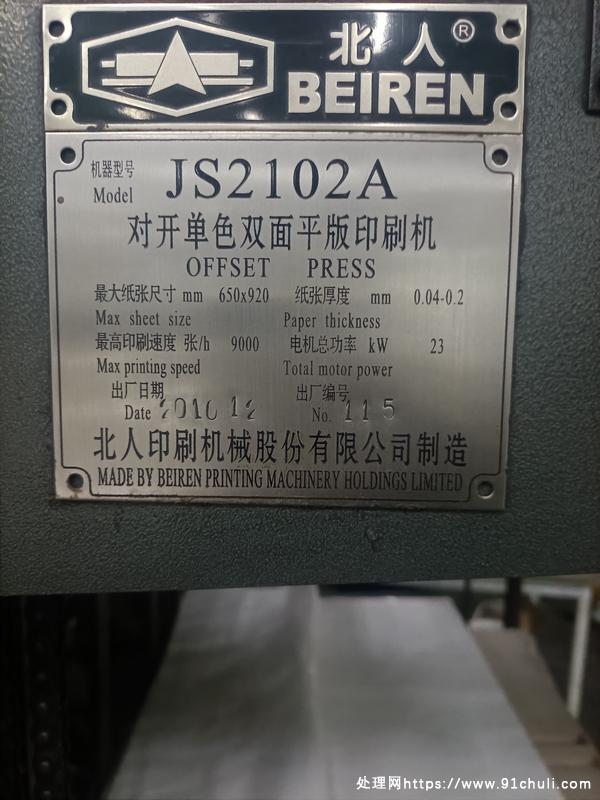 北人®
BEIREN
机器型号
Model JS2102A
对开单色双面平版印刷机
OFFSET PRESS
最大纸张尺寸 mm 650x920 纸张厚度 mm 0.04-0.2
Max sheet size Paper thickness
最高印刷速度 张/h 9000 电机总功率 kW 23
Max printing speed Total motor power
出厂日期 出厂编号
Date 2010 12 No. 115
北人印刷机械股份有限公司制造
MADE BY BEIREN PRINTING MACHINERY HOLDINGS LIMITED
处理网https://www.91chuli.com/